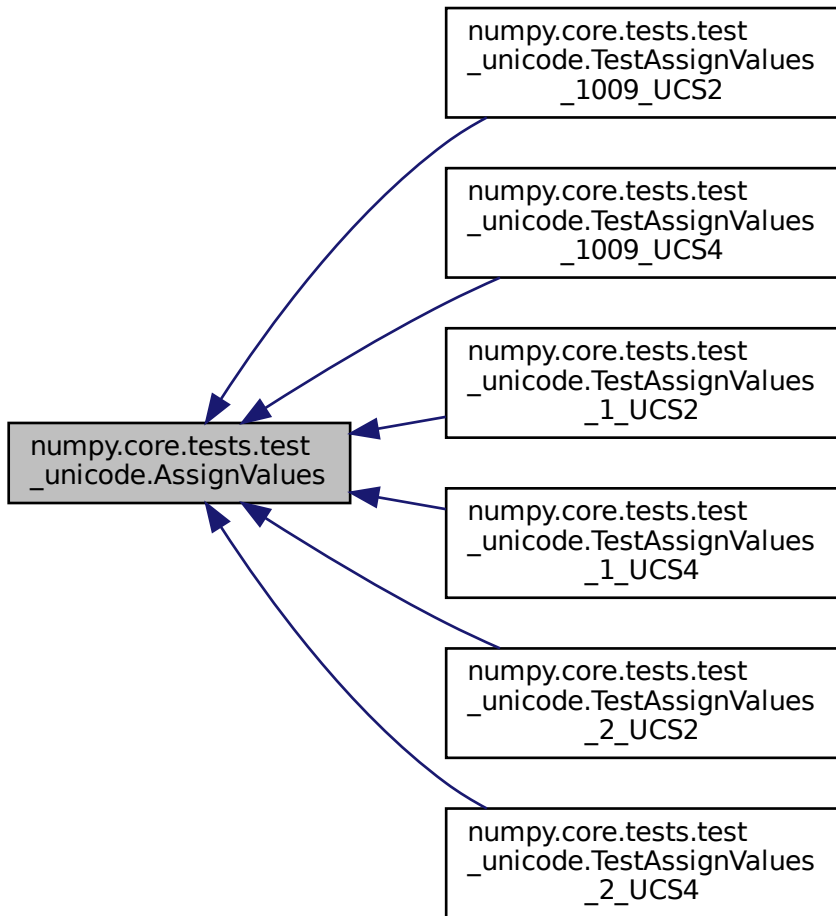 numpy.core.tests.test
_unicode.TestAssignValues
_1009_UCS2
numpy.core.tests.test
_unicode.TestAssignValues
_1009_UCS4
numpy.core.tests.test
_unicode.TestAssignValues
_1_UCS2
numpy.core.tests.test
_unicode.AssignValues
numpy.core.tests.test
_unicode.TestAssignValues
_1_UCS4
numpy.core.tests.test
_unicode.TestAssignValues
_2_UCS2
numpy.core.tests.test
_unicode.TestAssignValues
_2_UCS4